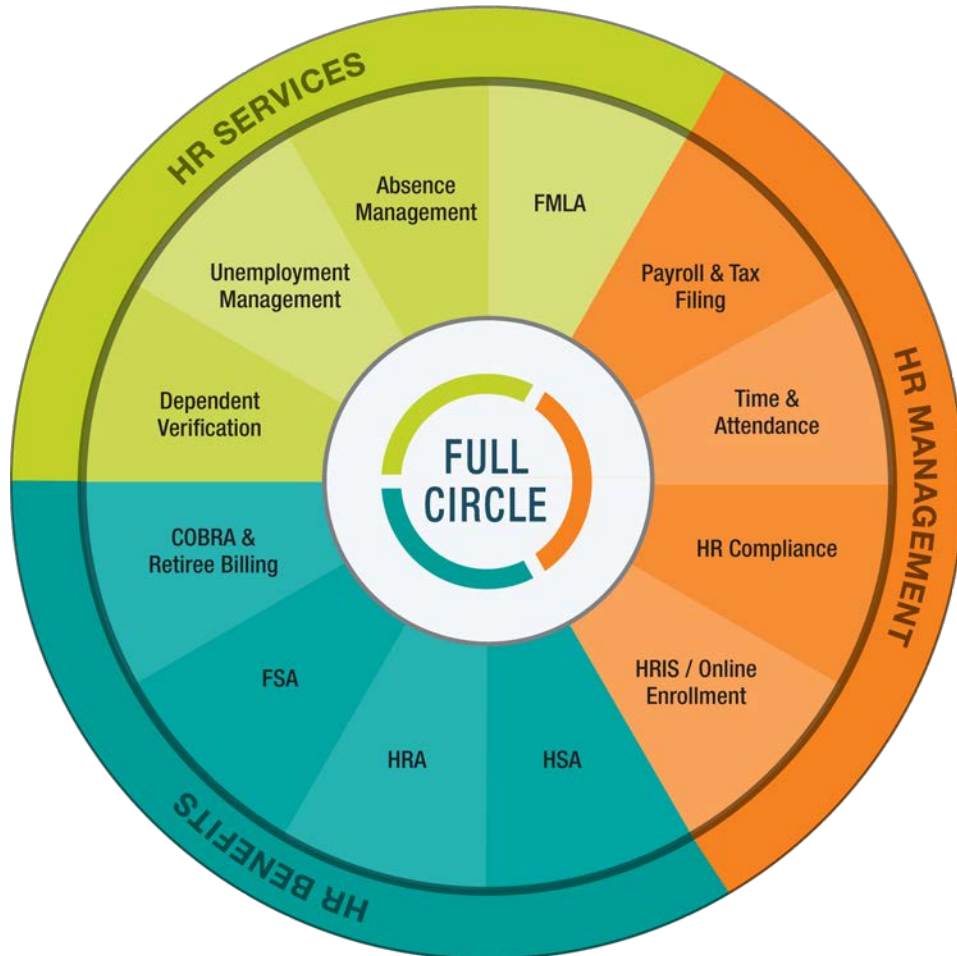 HR SERVICES
Absence
Management
FMLA
Unemployment
Management
Payroll & Tax
Filing
Dependent
Verification
Time &
Attendance
HR MANAGEMENT
FULL
CIRCLE
COBRA &
Retiree Billing
HR Compliance
FSA
HRIS / Online
Enrollment
HRA
HSA
HR BENEFITS